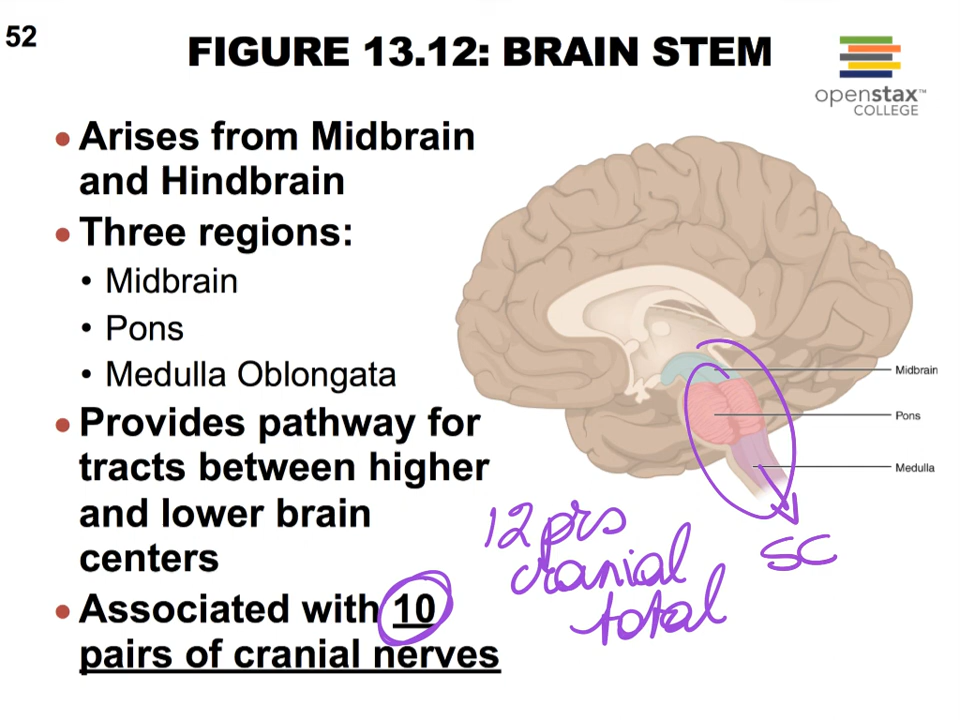 52
FIGURE 13.12: BRAIN STEM
openstax™
COLLEGE
• Arises from Midbrain
and Hindbrain
• Three regions:
• Midbrain
• Pons
• Medulla Oblongata
• Provides pathway for
tracts between higher
and lower brain
centers
• Associated with 10
pairs of cranial nerves
Midbrain
Pons
Medulla
12 prs
cranial
total
SC